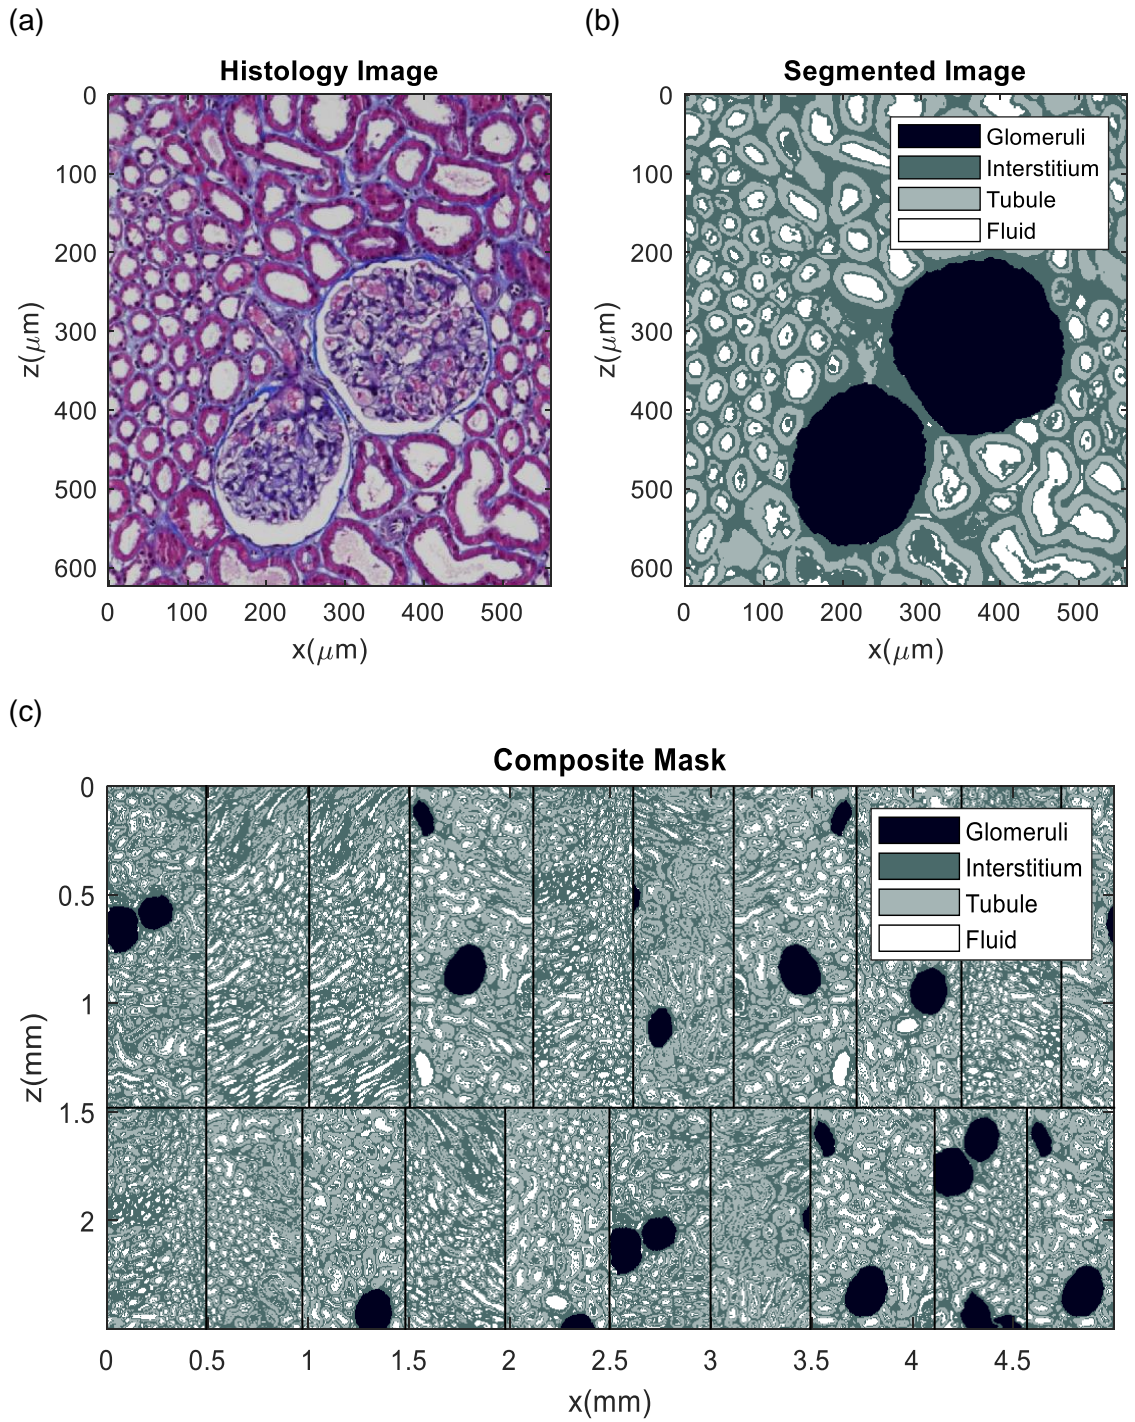 (a)
Histology Image
0
100
200
300
400
500
600
z(μm)
0 100 200 300 400 500
x(μm)
(b)
Segmented Image
Glomeruli
Interstitium
Tubule
Fluid
0
100
200
300
400
500
600
z(μm)
0 100 200 300 400 500
x(μm)
(c)
Composite Mask
Glomeruli
Interstitium
Tubule
Fluid
0
0.5
1
1.5
2
z(mm)
0 0.5 1 1.5 2 2.5 3 3.5 4 4.5
x(mm)